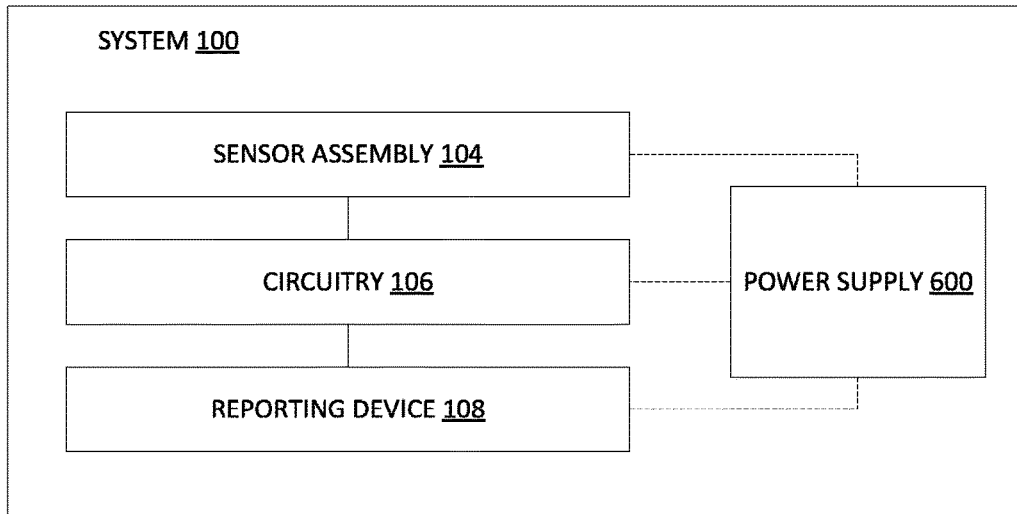 SYSTEM 100
SENSOR ASSEMBLY 104
CIRCUITRY 106
POWER SUPPLY 600
REPORTING DEVICE 108